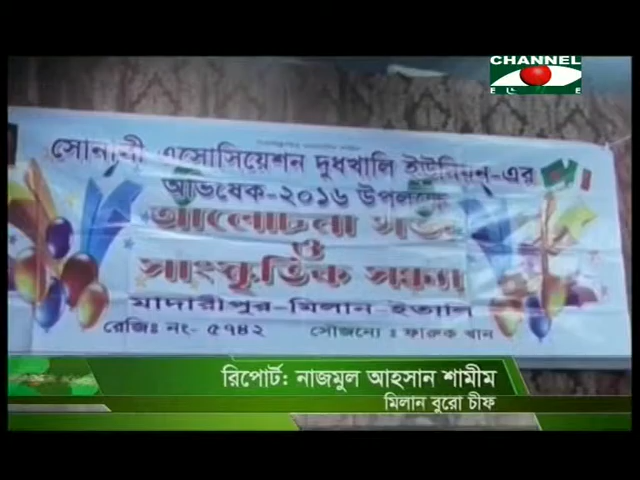 CHANNEL
সোনালী এসোসিয়েশন দুধখালি ইউনিয়ন-এর
অভিষেক-২০১৬ উপলক্ষে
আলোচনা সভা
ও
সাংস্কৃতিক সন্ধ্যা
মাদারীপুর-মিলান-ইতালি
রেজিঃ নং- ৫৭৪২
সৌজন্যে : ফারুক খান
রিপোর্ট: নাজমুল আহসান শামীম
মিলান বুরো চীফ